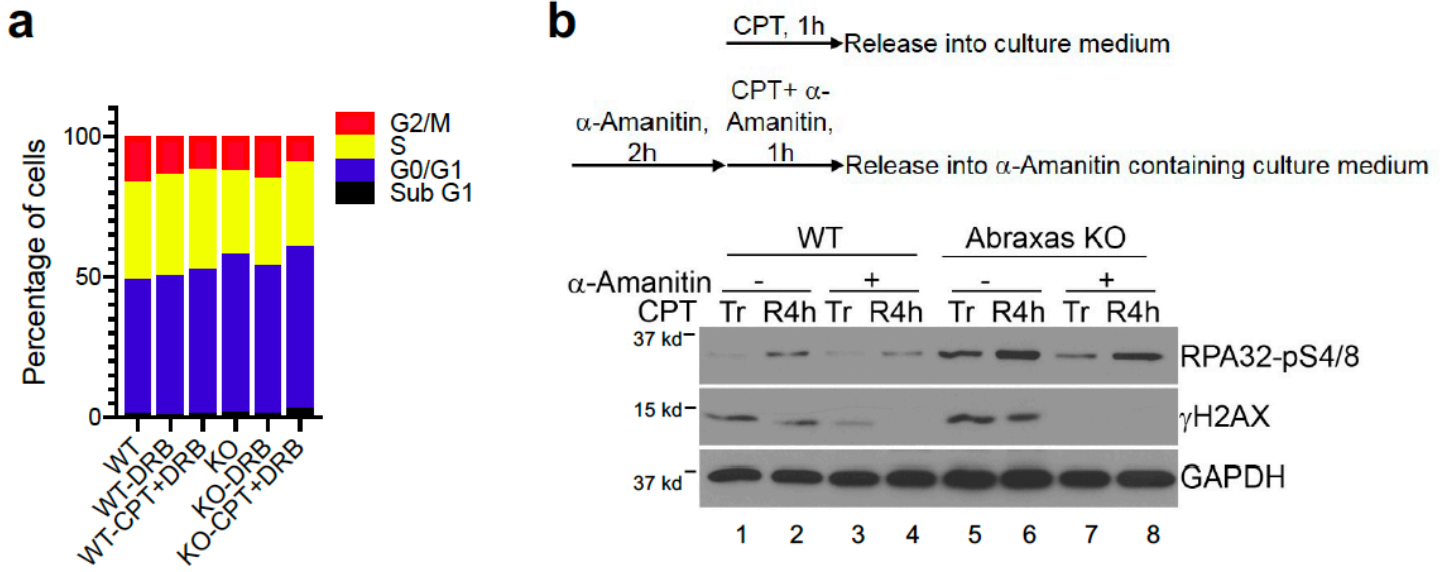 a
Percentage of cells
100
50
0
G2/M
S
G0/G1
Sub G1
WT
WT-DRB
WT-CPT+DRB
KO
KO-DRB
KO-CPT+DRB
b
CPT, 1h
Release into culture medium
α-Amanitin,
2h
CPT+ α-
Amanitin,
1h
Release into α-Amanitin containing culture medium
WT Abraxas KO
α-Amanitin - + - +
CPT Tr R4h Tr R4h Tr R4h Tr R4h
37 kd RPA32-pS4/8
15 kd γH2AX
37 kd GAPDH
1 2 3 4 5 6 7 8